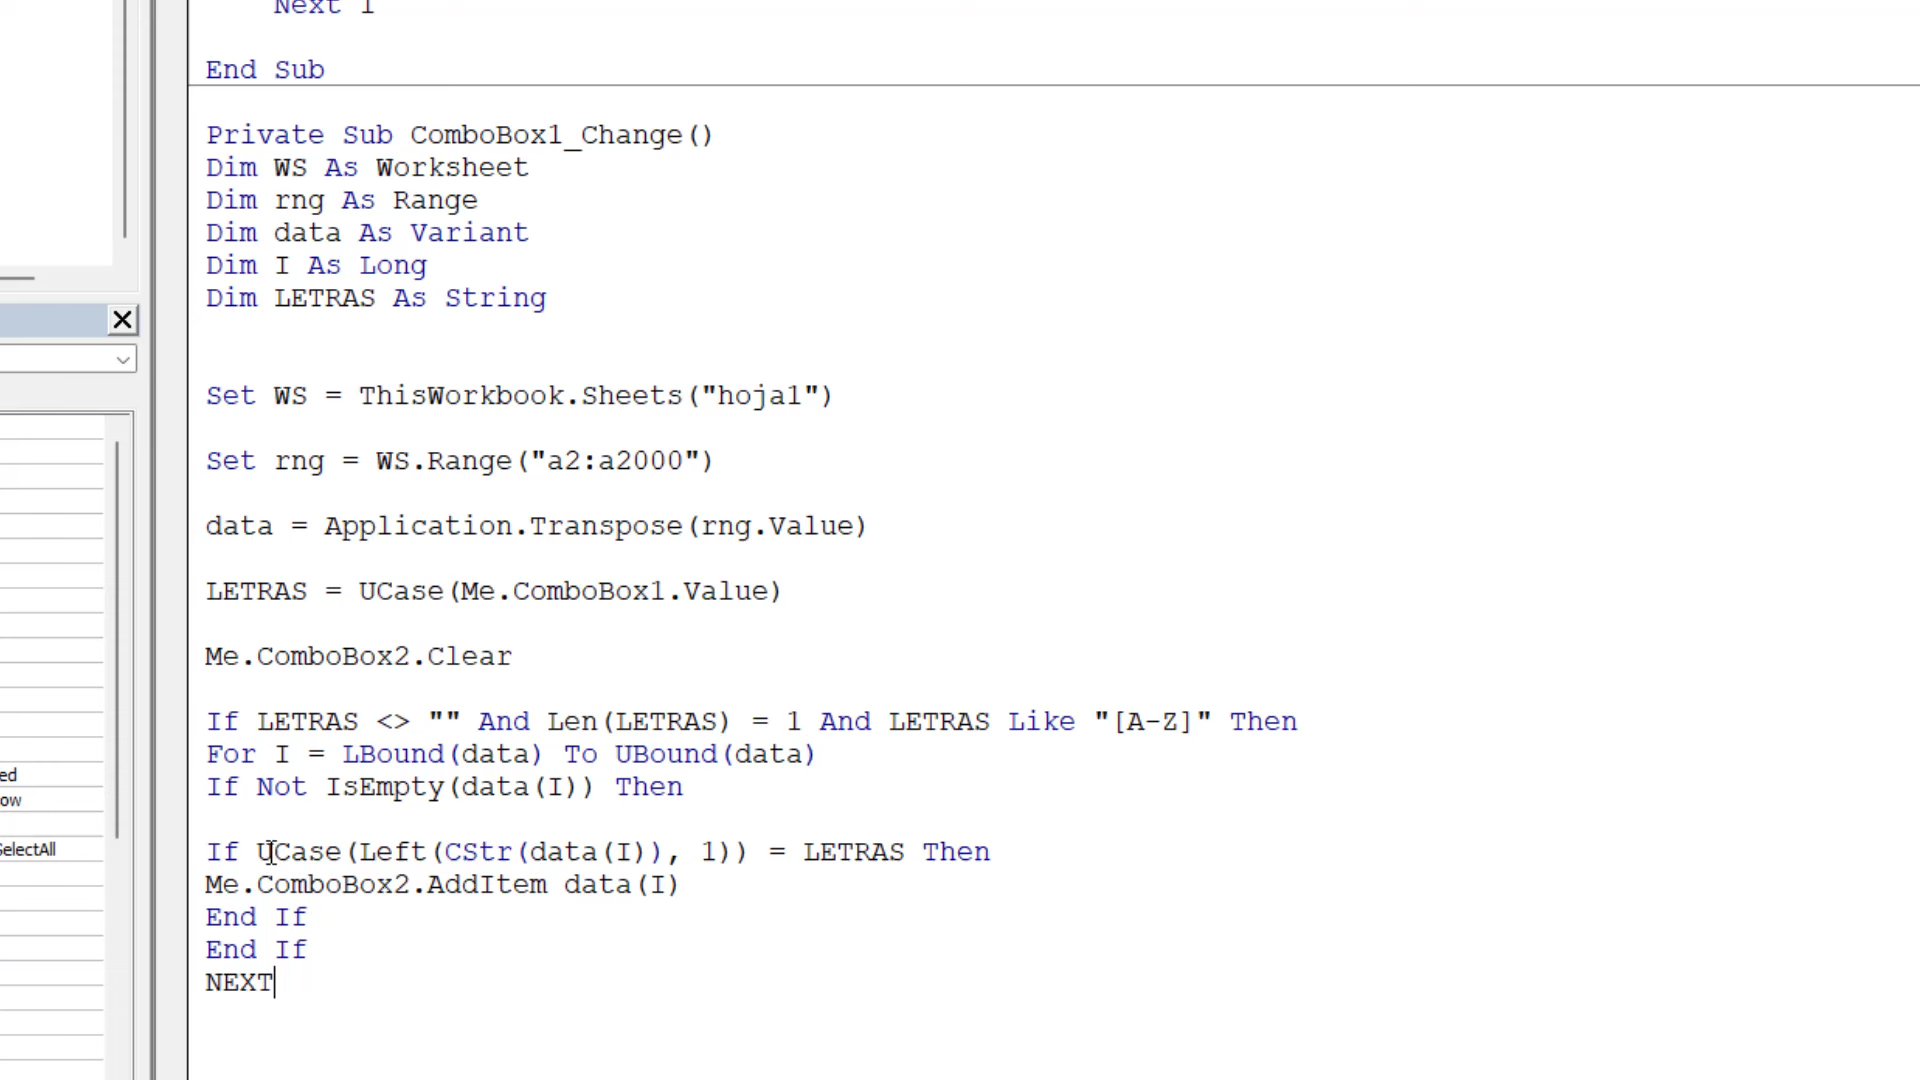 Next I
End Sub
Private Sub ComboBox1_Change()
Dim WS As Worksheet
Dim rng As Range
Dim data As Variant
Dim I As Long
Dim LETRAS As String
Set WS = ThisWorkbook.Sheets("hoja1")
Set rng = WS.Range("a2:a2000")
data = Application.Transpose(rng.Value)
LETRAS = UCase(Me.ComboBox1.Value)
Me.ComboBox2.Clear
If LETRAS <> "" And Len(LETRAS) = 1 And LETRAS Like "[A-Z]" Then
For I = LBound(data) To UBound(data)
If Not IsEmpty(data(I)) Then
If UCase(Left(CStr(data(I)), 1)) = LETRAS Then
Me.ComboBox2.AddItem data(I)
End If
End If
NEXT
ed
ow
SelectAll